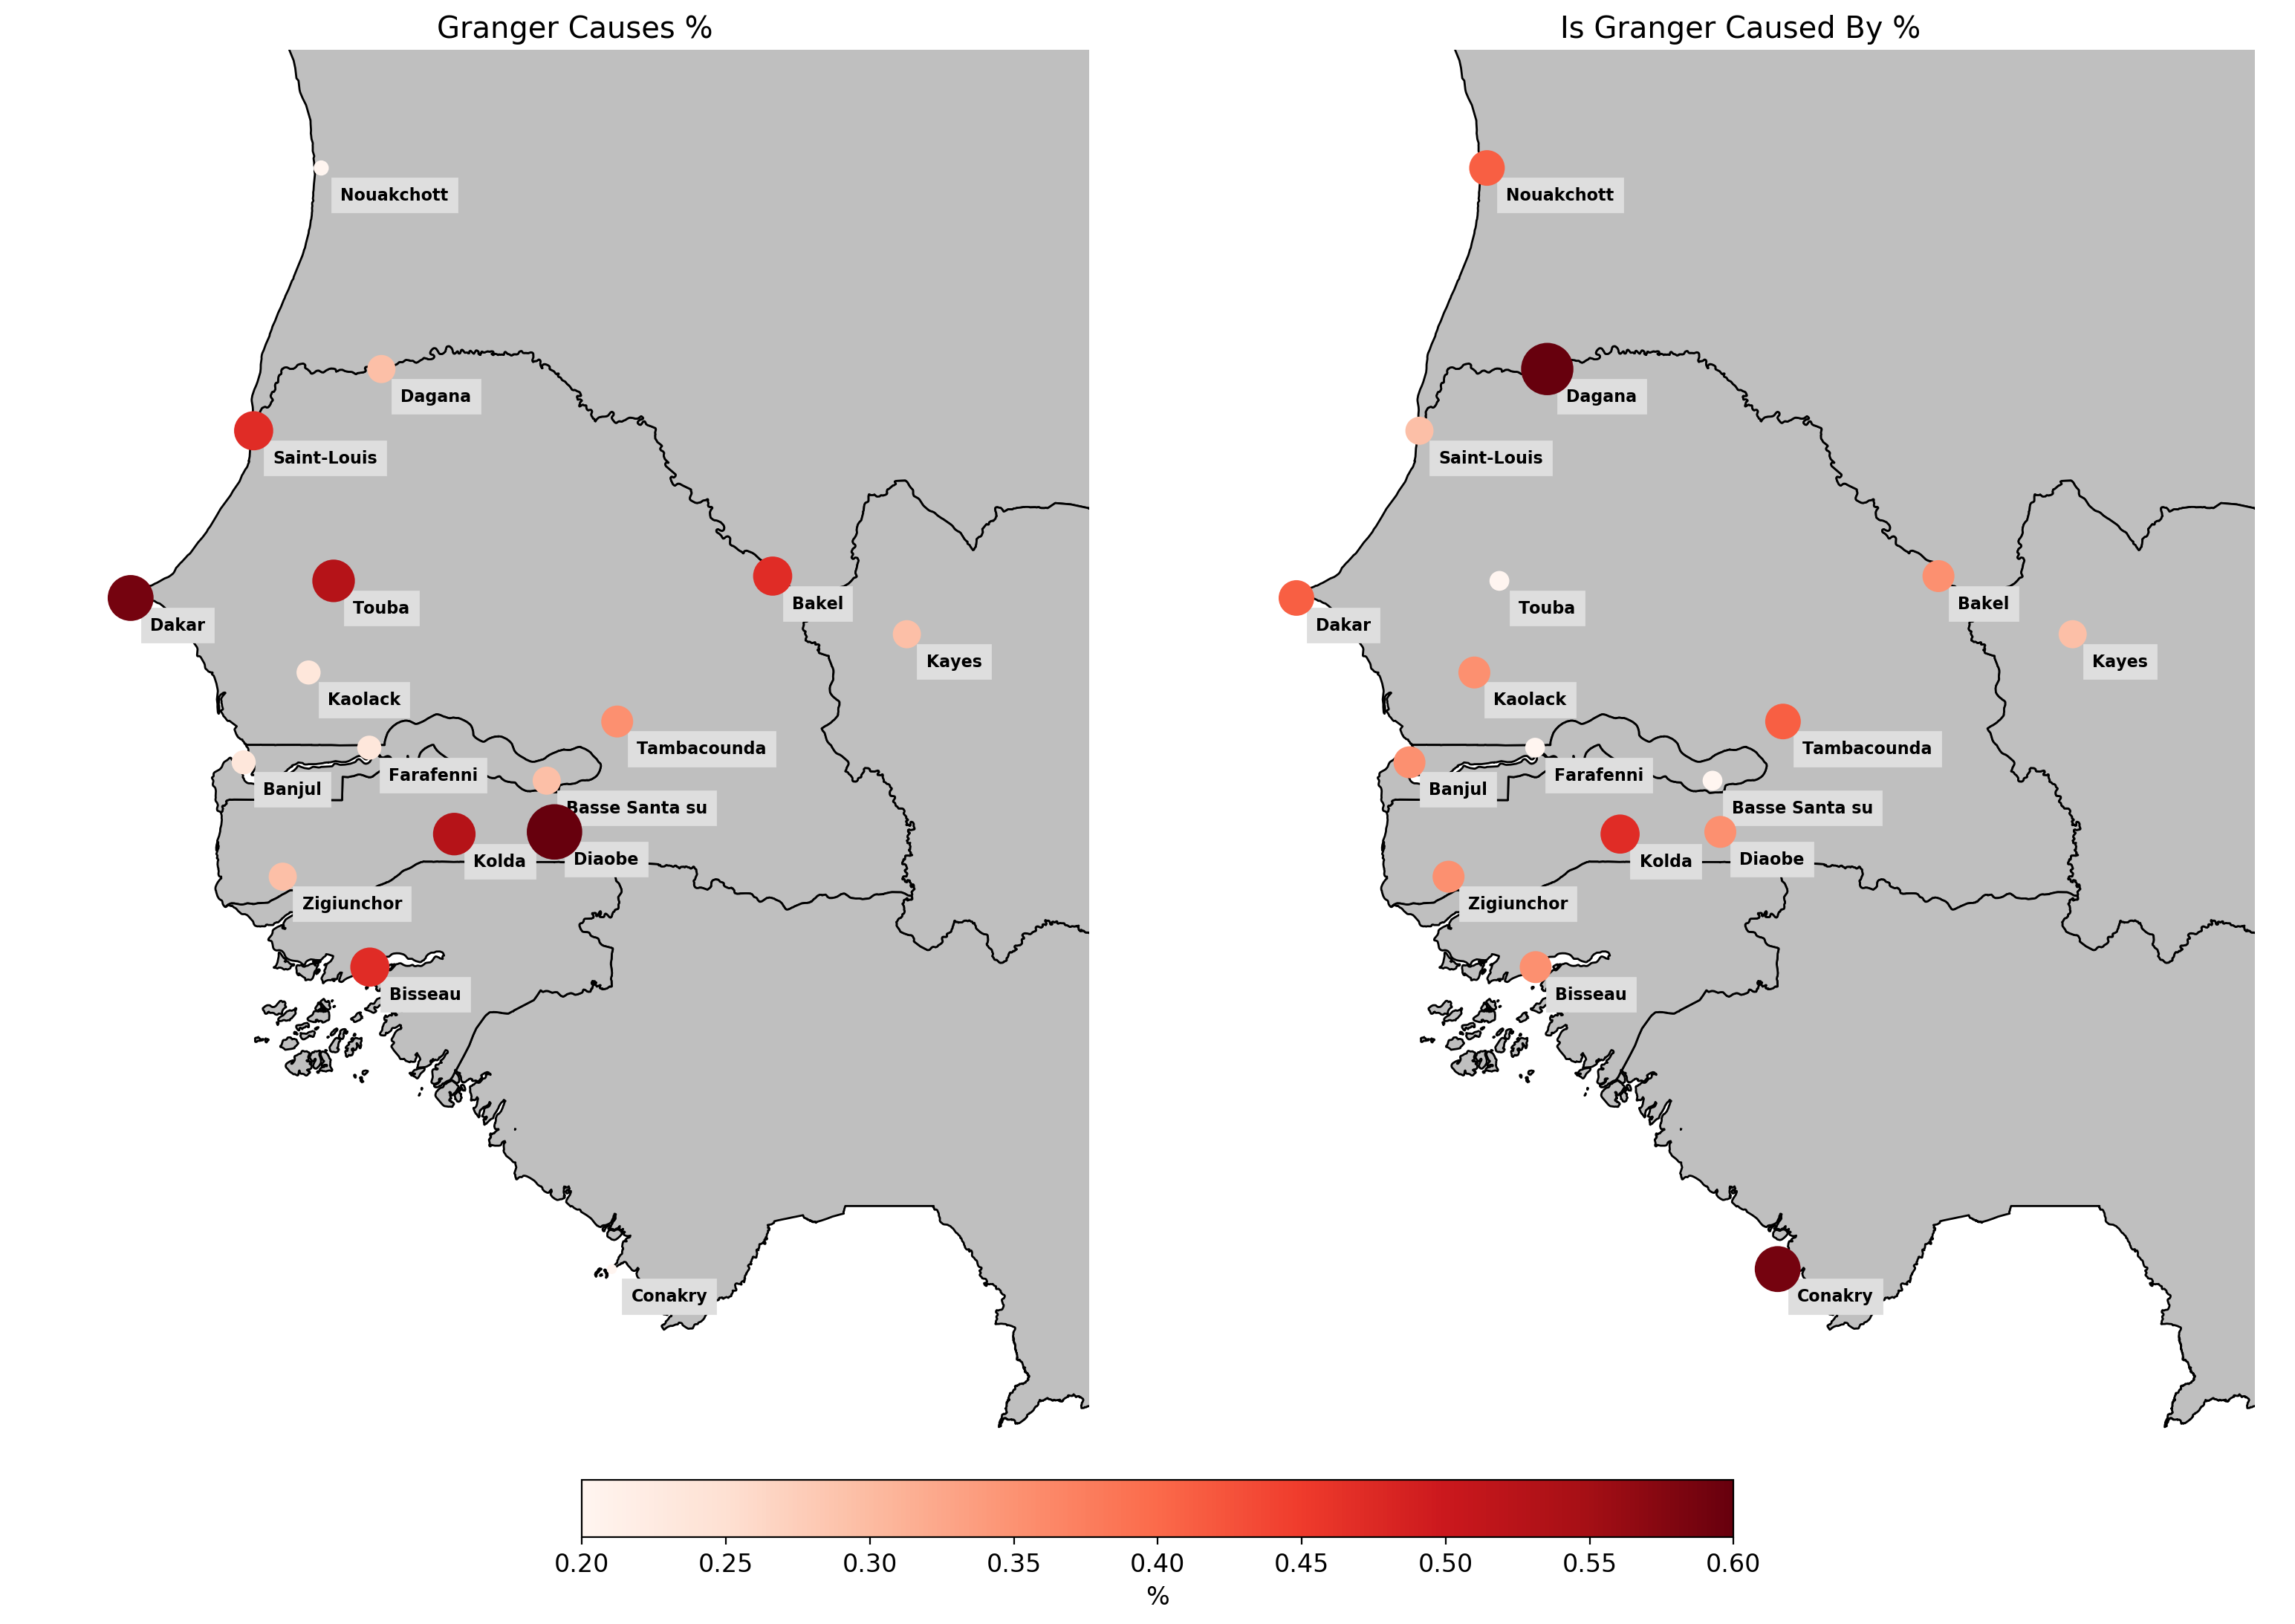 Granger Causes %
Nouakchott
Dagana
Saint-Louis
Touba
Dakar
Bakel
Kayes
Kaolack
Tambacounda
Farafenni
Banjul
Basse Santa su
Kolda
Diaobe
Zigiunchor
Bisseau
Conakry
Is Granger Caused By %
Nouakchott
Dagana
Saint-Louis
Touba
Dakar
Bakel
Kayes
Kaolack
Tambacounda
Farafenni
Banjul
Basse Santa su
Kolda
Diaobe
Zigiunchor
Bisseau
Conakry
0.20 0.25 0.30 0.35 0.40 0.45 0.50 0.55 0.60
%